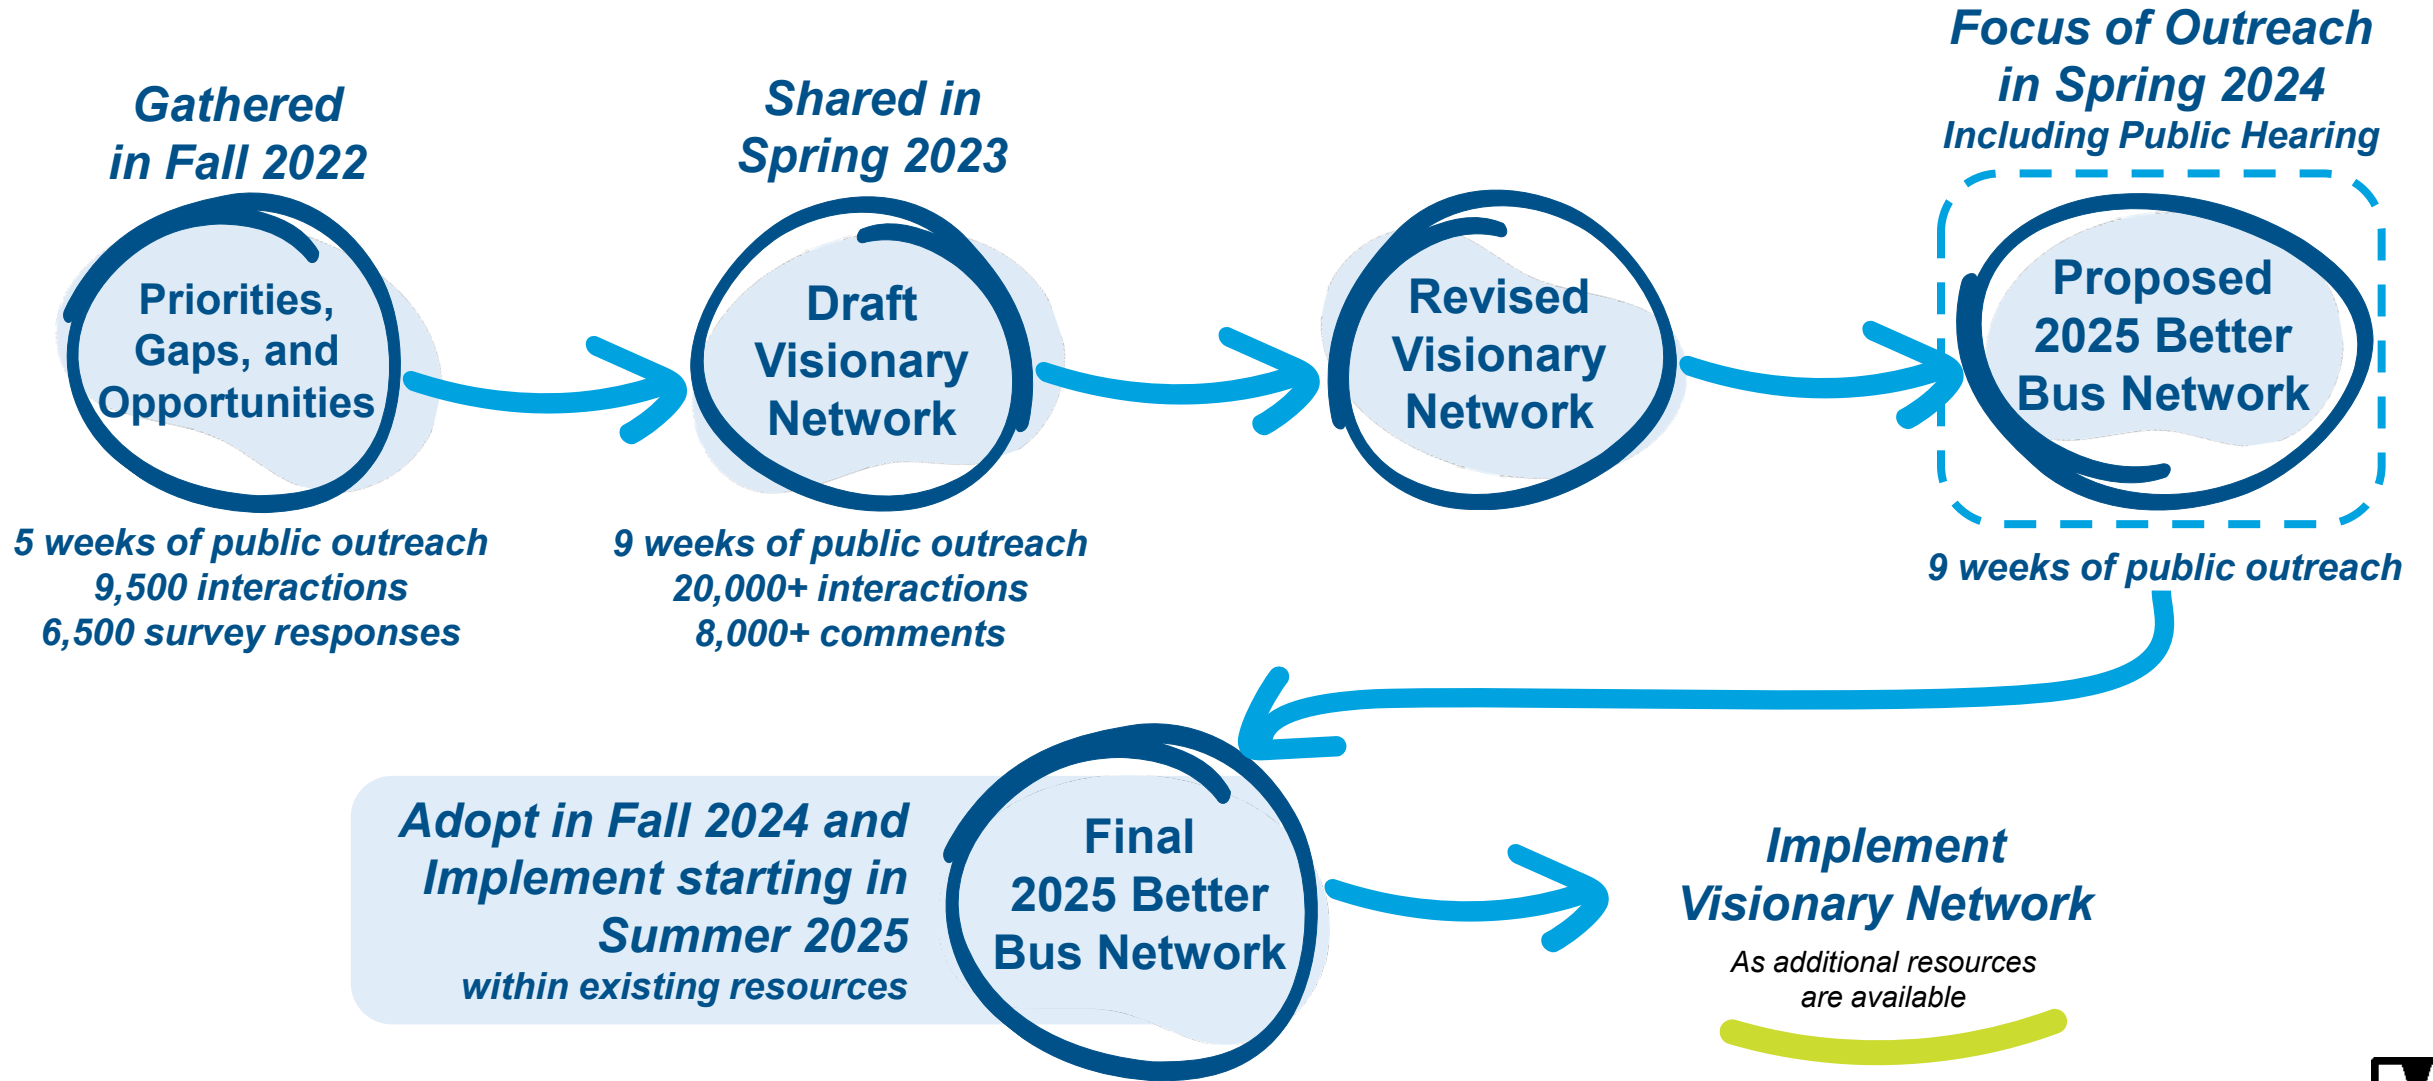 Gathered
in Fall 2022
Priorities,
Gaps, and
Opportunities
5 weeks of public outreach
9,500 interactions
6,500 survey responses
Shared in
Spring 2023
Draft
Visionary
Network
9 weeks of public outreach
20,000+ interactions
8,000+ comments
Revised
Visionary
Network
Focus of Outreach
in Spring 2024
Including Public Hearing
Proposed
2025 Better
Bus Network
9 weeks of public outreach
Adopt in Fall 2024 and
Implement starting in
Summer 2025
within existing resources
Final
2025 Better
Bus Network
Implement
Visionary Network
As additional resources
are available